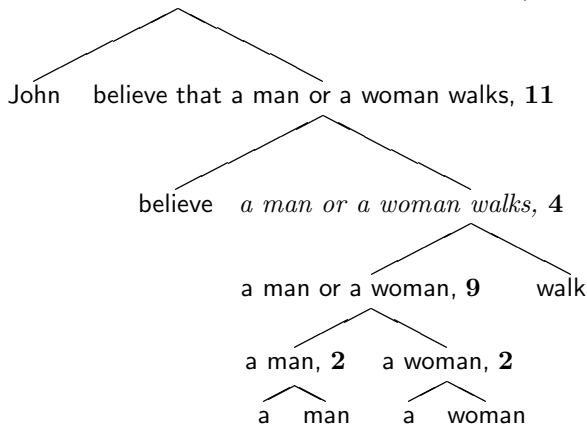 John believe that a man or a woman walks, 11
believe a man or a woman walks, 4
a man or a woman, 9 walk
a man, 2 a woman, 2
a man a woman